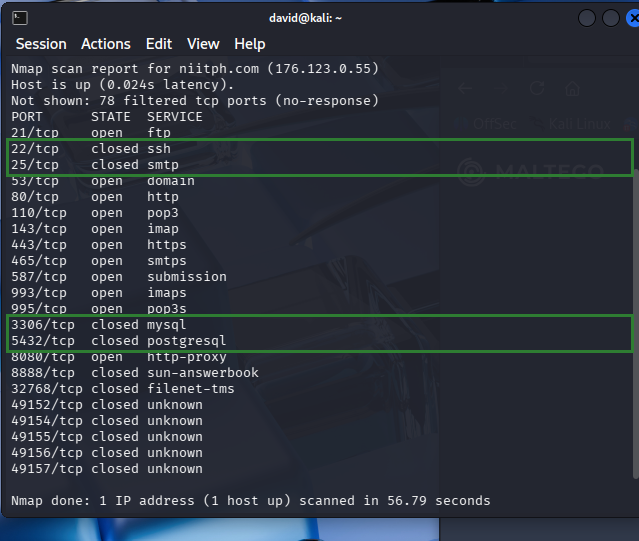 david@kali: ~
Session Actions Edit View Help
Nmap scan report for niitph.com (176.123.0.55)
Host is up (0.024s latency).
Not shown: 78 filtered tcp ports (no-response)
PORT STATE SERVICE
21/tcp open ftp
22/tcp closed ssh
25/tcp closed smtp
53/tcp open domain
80/tcp open http
110/tcp open pop3
143/tcp open imap
443/tcp open https
465/tcp open smtps
587/tcp open submission
993/tcp open imaps
995/tcp open pop3s
3306/tcp closed mysql
5432/tcp closed postgresql
8080/tcp open http-proxy
8888/tcp closed sun-answerbook
32768/tcp closed filenet-tms
49152/tcp closed unknown
49154/tcp closed unknown
49155/tcp closed unknown
49156/tcp closed unknown
49157/tcp closed unknown
Nmap done: 1 IP address (1 host up) scanned in 56.79 seconds
OffSec Kali Linux
MALTEGO